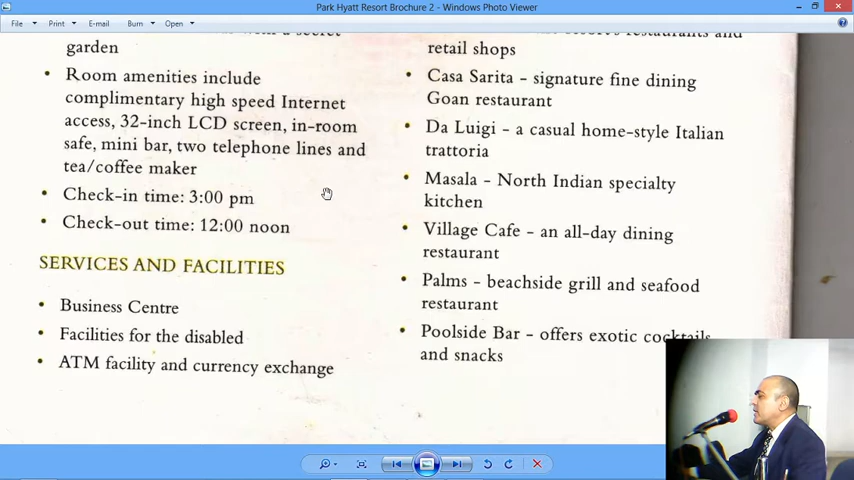 Park Hyatt Resort Brochure 2 - Windows Photo Viewer
File Print E-mail Burn Open
garden
• Room amenities include
complimentary high speed Internet
access, 32-inch LCD screen, in-room
safe, mini bar, two telephone lines and
tea/coffee maker
• Check-in time: 3:00 pm
• Check-out time: 12:00 noon
SERVICES AND FACILITIES
• Business Centre
• Facilities for the disabled
• ATM facility and currency exchange
retail shops
• Casa Sarita - signature fine dining
Goan restaurant
• Da Luigi - a casual home-style Italian
trattoria
• Masala - North Indian specialty
kitchen
• Village Cafe - an all-day dining
restaurant
• Palms - beachside grill and seafood
restaurant
• Poolside Bar - offers exotic cocktails
and snacks